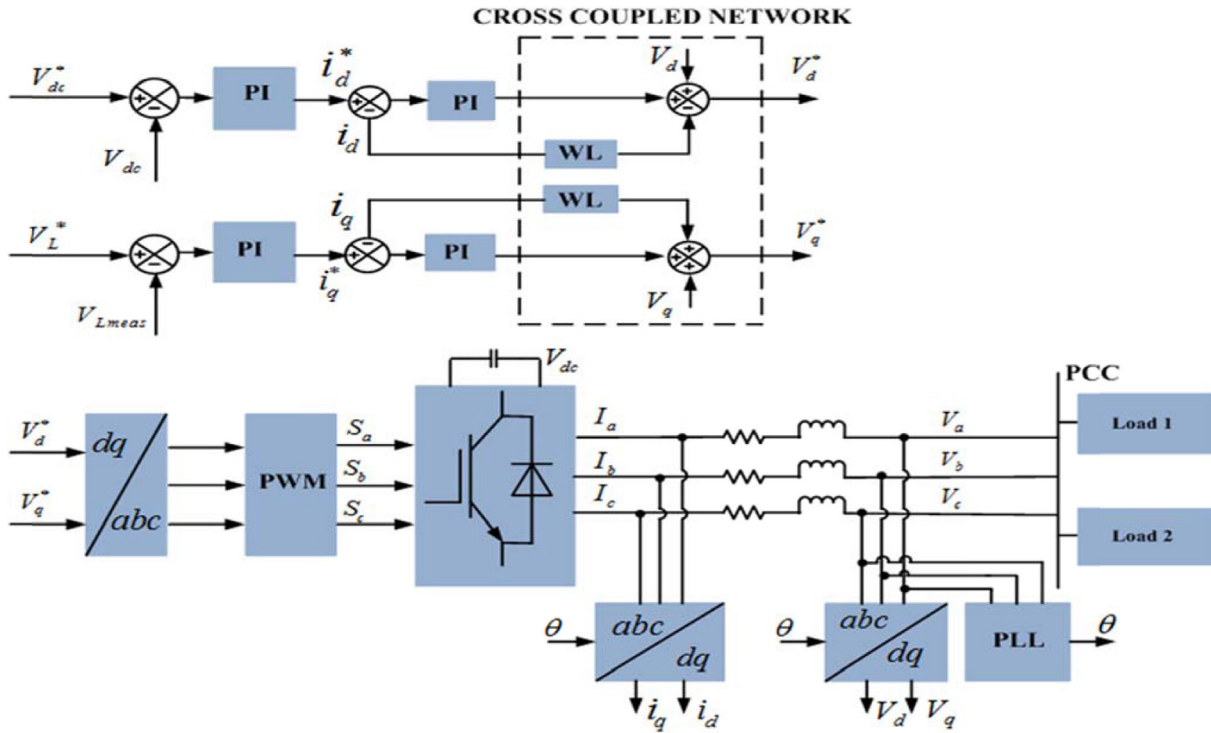 CROSS COUPLED NETWORK
V*dc
PI
i*d
PI
Vd
V*d
Vdc
id
WL
iq
WL
VL*
PI
i*q
PI
V*q
VLmeas
Vq
Vdc
PCC
V*d
dq
Sa
Ia
Va
Load 1
PWM
Sb
Ib
Vb
V*q
abc
Sc
Ic
Vc
Load 2
θ
abc
dq
θ
abc
dq
PLL
θ
iq
id
Vd
Vq